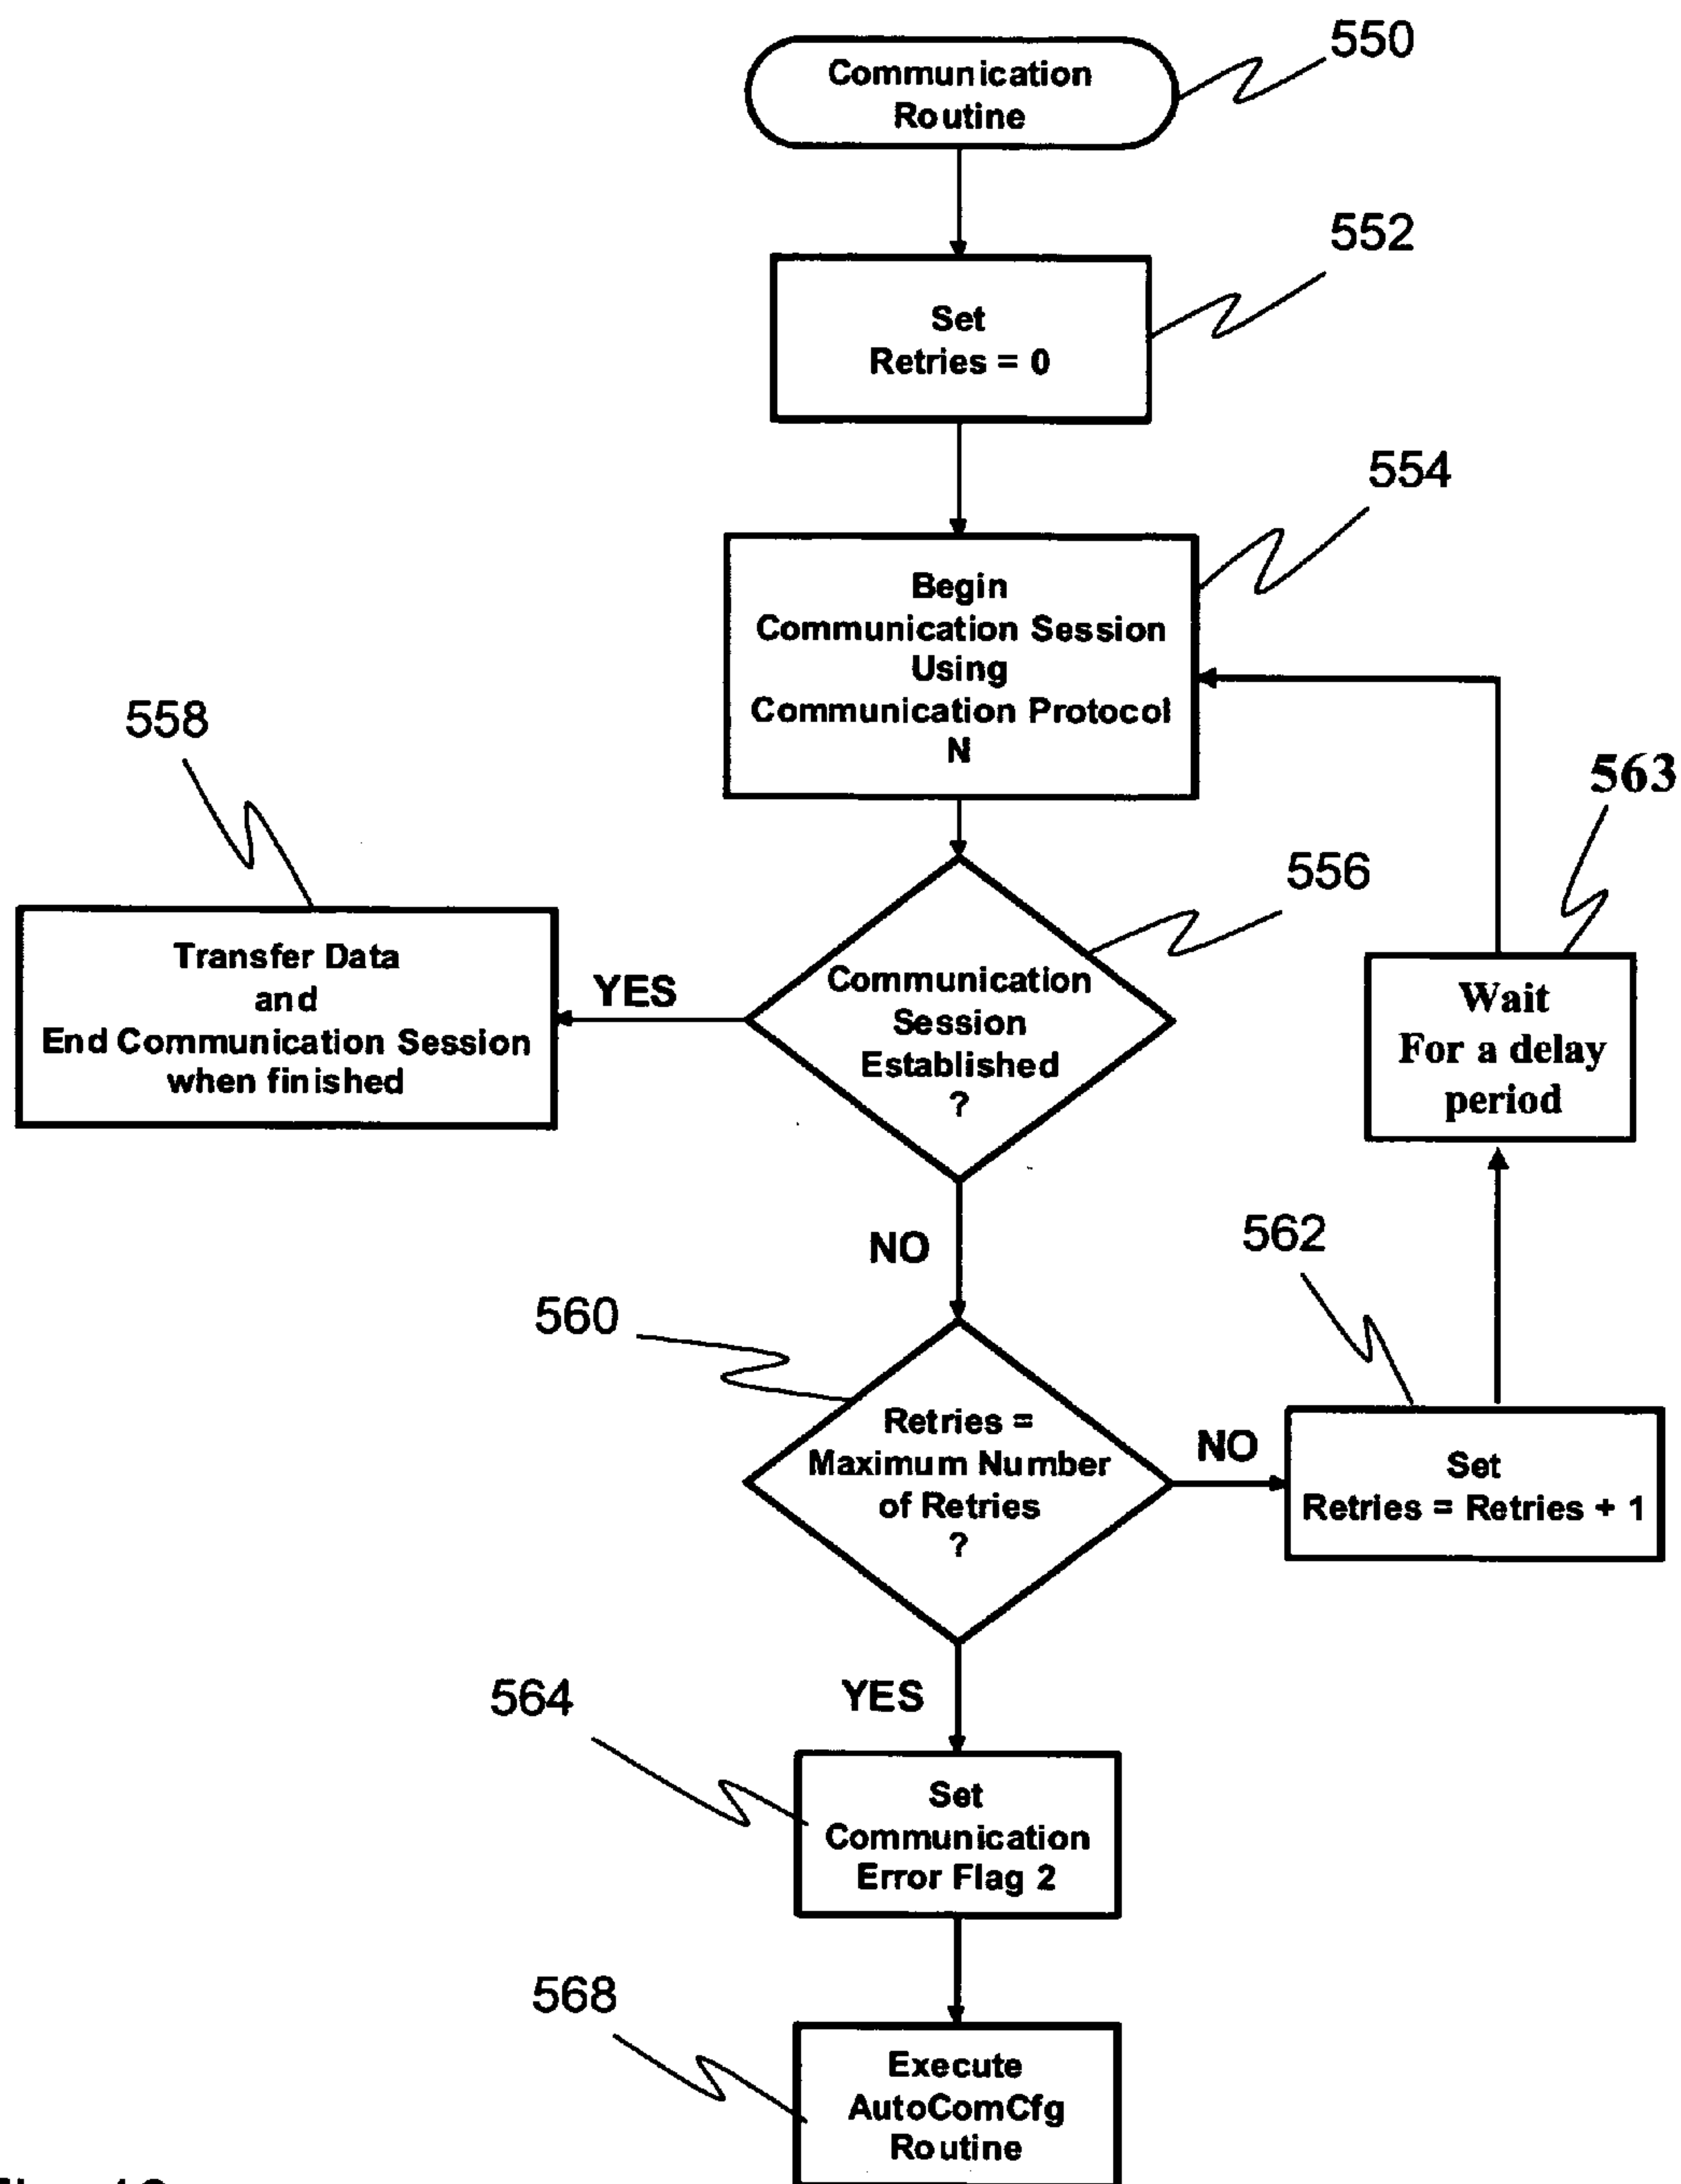 550
Communication
Routine
552
Set
Retries = 0
554
Begin
Communication Session
Using
Communication Protocol
N
558
563
556
Transfer Data
and
End Communication Session
when finished
YES
Communication
Session
Established
?
Wait
For a delay
period
NO
562
560
Retries =
Maximum Number
of Retries
?
NO
Set
Retries = Retries + 1
564
YES
Set
Communication
Error Flag 2
568
Execute
AutoComCfg
Routine